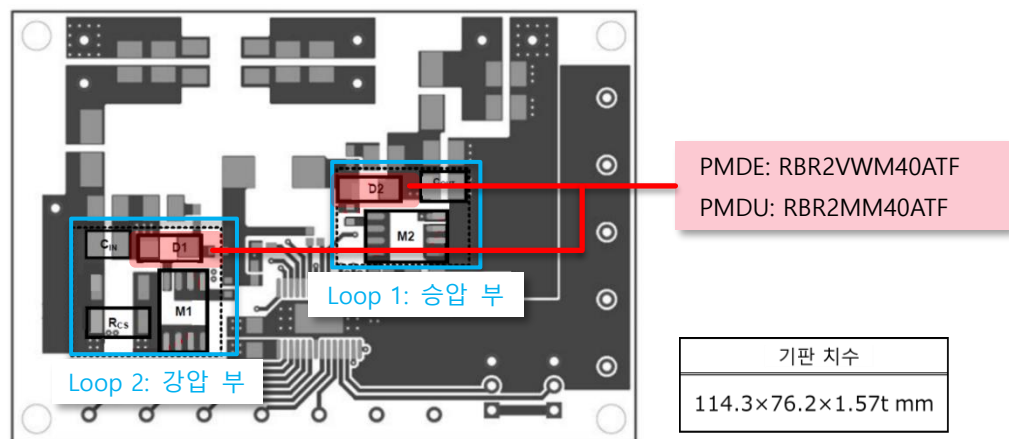 PMDE: RBR2VWM40ATF
PMDU: RBR2MM40ATF
D2
COUT
M2
CIN
D1
M1
RCS
Loop 1: 승압 부
Loop 2: 강압 부
기판 치수
114.3×76.2×1.57t mm